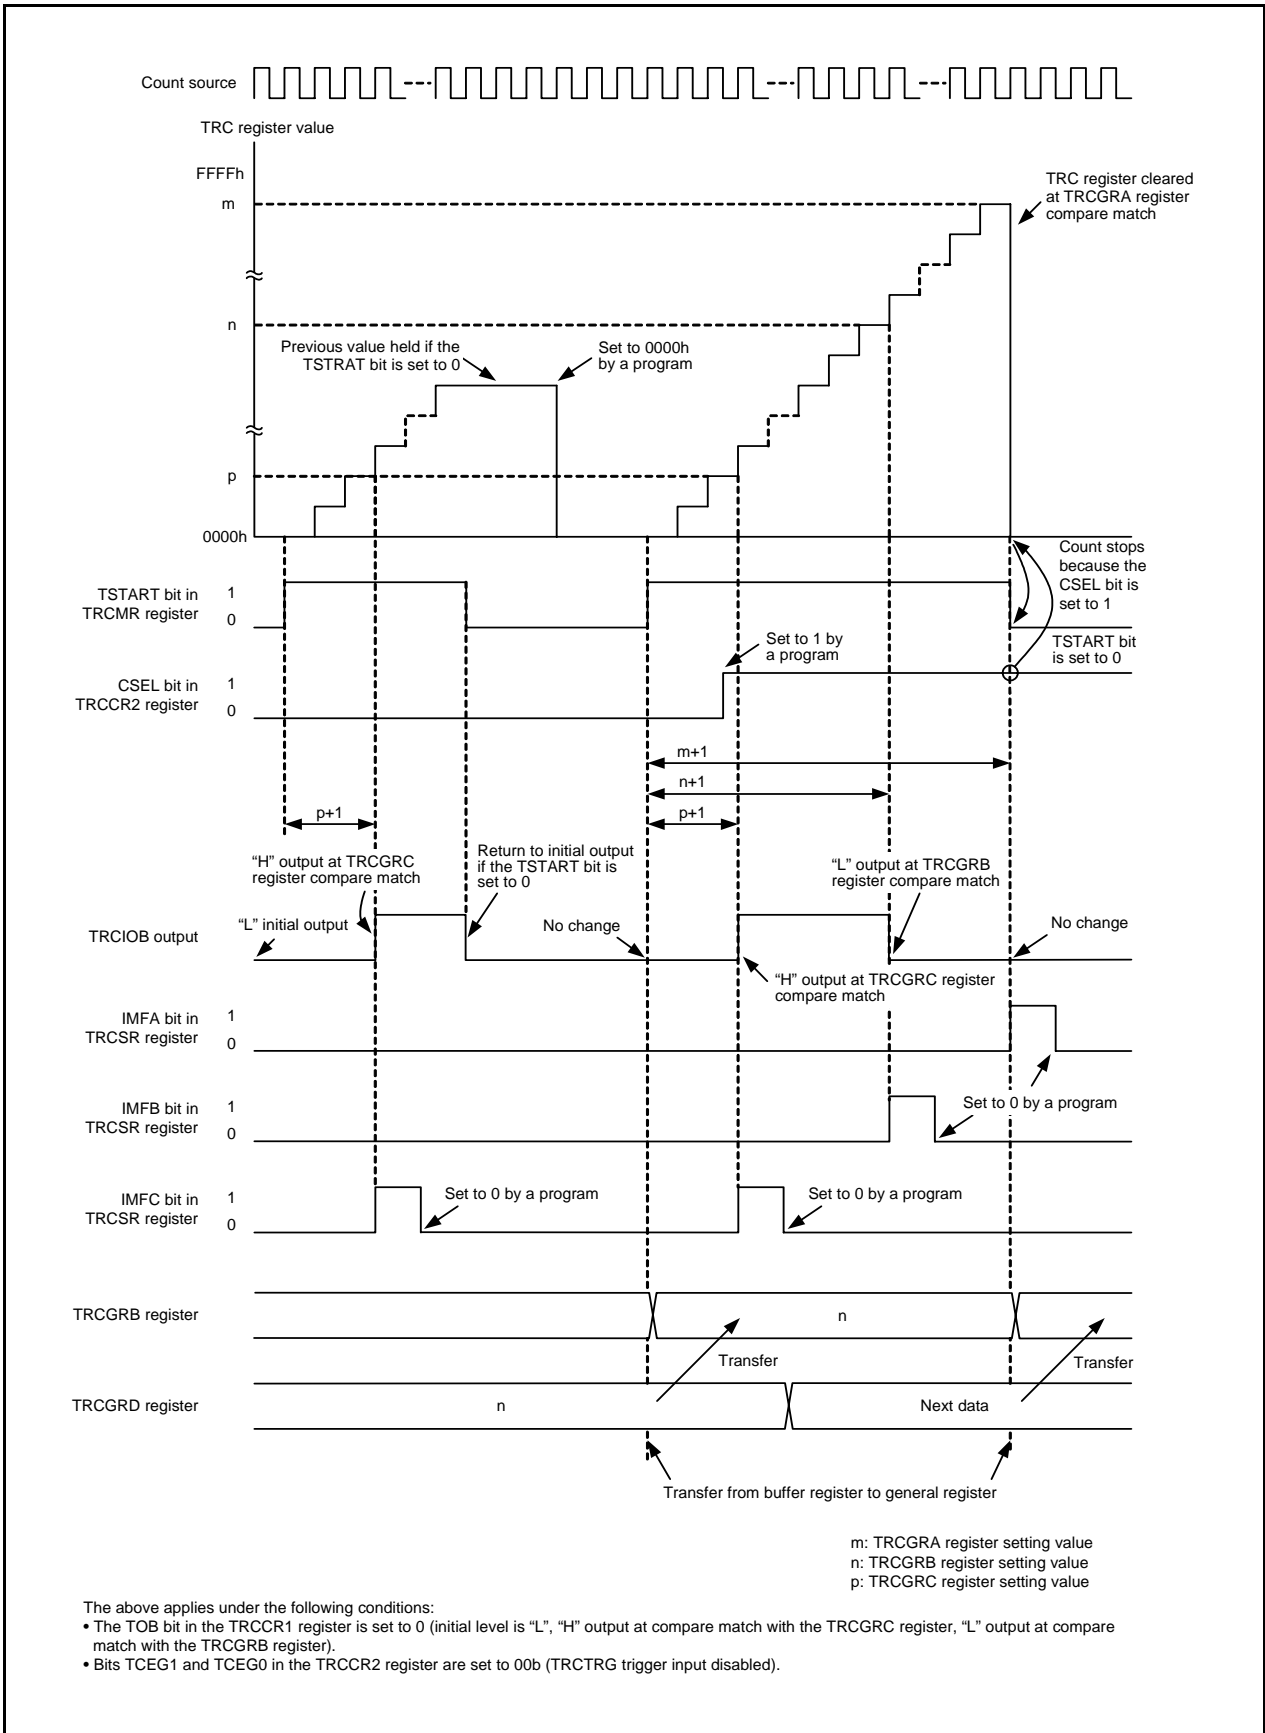 Count source
TRC register value
FFFFh
m
TRC register cleared
at TRCGRA register
compare match
n
Previous value held if the
TSTRAT bit is set to 0
Set to 0000h
by a program
p
0000h
Count stops
because the
CSEL bit is
set to 1
TSTART bit in
TRCMR register
1
0
Set to 1 by
a program
TSTART bit
is set to 0
CSEL bit in
TRCCR2 register
1
0
m+1
n+1
p+1
p+1
“H” output at TRCGRC
register compare match
Return to initial output
if the TSTART bit is
set to 0
“L” output at TRCGRB
register compare match
“L” initial output
No change
No change
TRCIOB output
“H” output at TRCGRC register
compare match
IMFA bit in
TRCSR register
1
0
IMFB bit in
TRCSR register
1
0
Set to 0 by a program
IMFC bit in
TRCSR register
1
0
Set to 0 by a program
Set to 0 by a program
TRCGRB register
n
Transfer
Transfer
TRCGRD register
n
Next data
Transfer from buffer register to general register
m: TRCGRA register setting value
n: TRCGRB register setting value
p: TRCGRC register setting value
The above applies under the following conditions:
• The TOB bit in the TRCCR1 register is set to 0 (initial level is “L”, “H” output at compare match with the TRCGRC register, “L” output at compare
match with the TRCGRB register).
• Bits TCEG1 and TCEG0 in the TRCCR2 register are set to 00b (TRCTRG trigger input disabled).